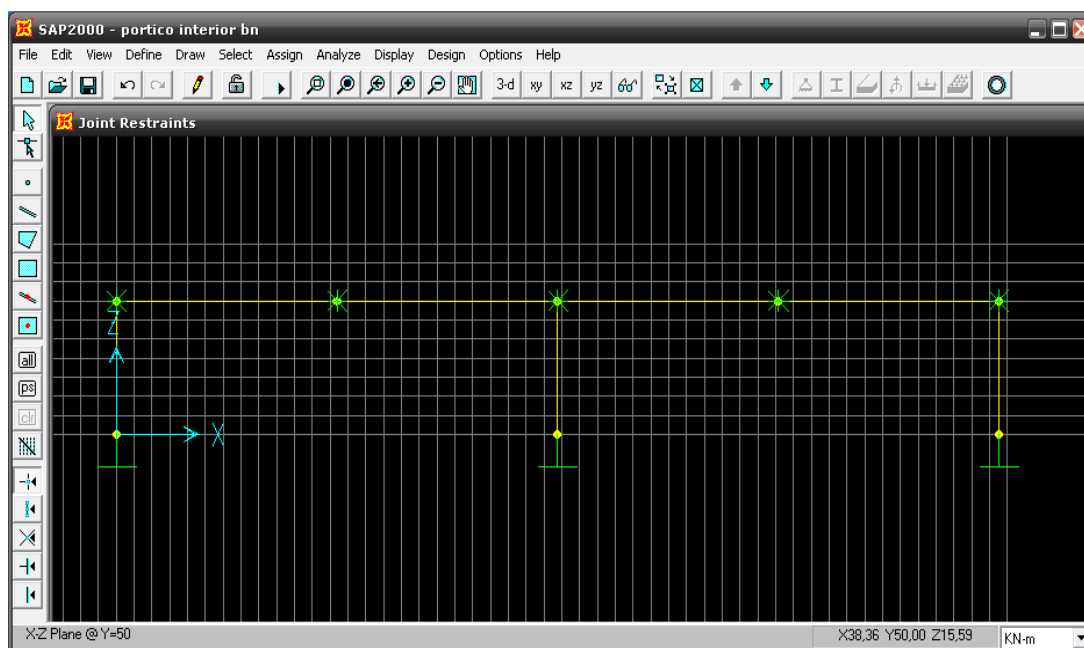 SAP2000 - portico interior bn
File Edit View Define Draw Select Assign Analyze Display Design Options Help
3-d xy xz yz
Joint Restraints
all
ps
clr
Z
X
X-Z Plane @ Y=50
X38,36 Y50,00 Z15,59
KN-m